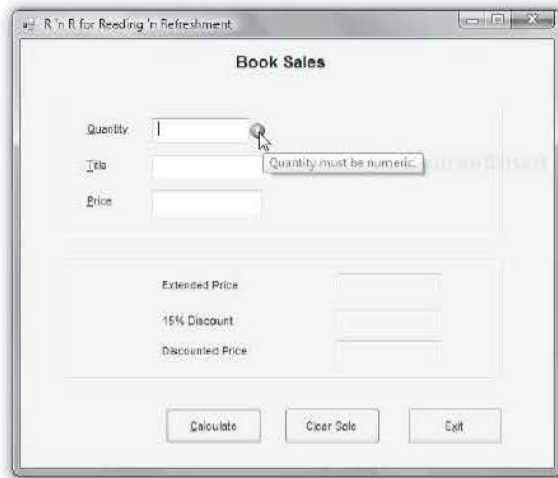 R 'n R for Reading 'n Refreshment
Book Sales
Quantity
Quantity must be numeric.
Title
Price
Extended Price
15% Discount
Discounted Price
Calculate
Clear Sale
Exit